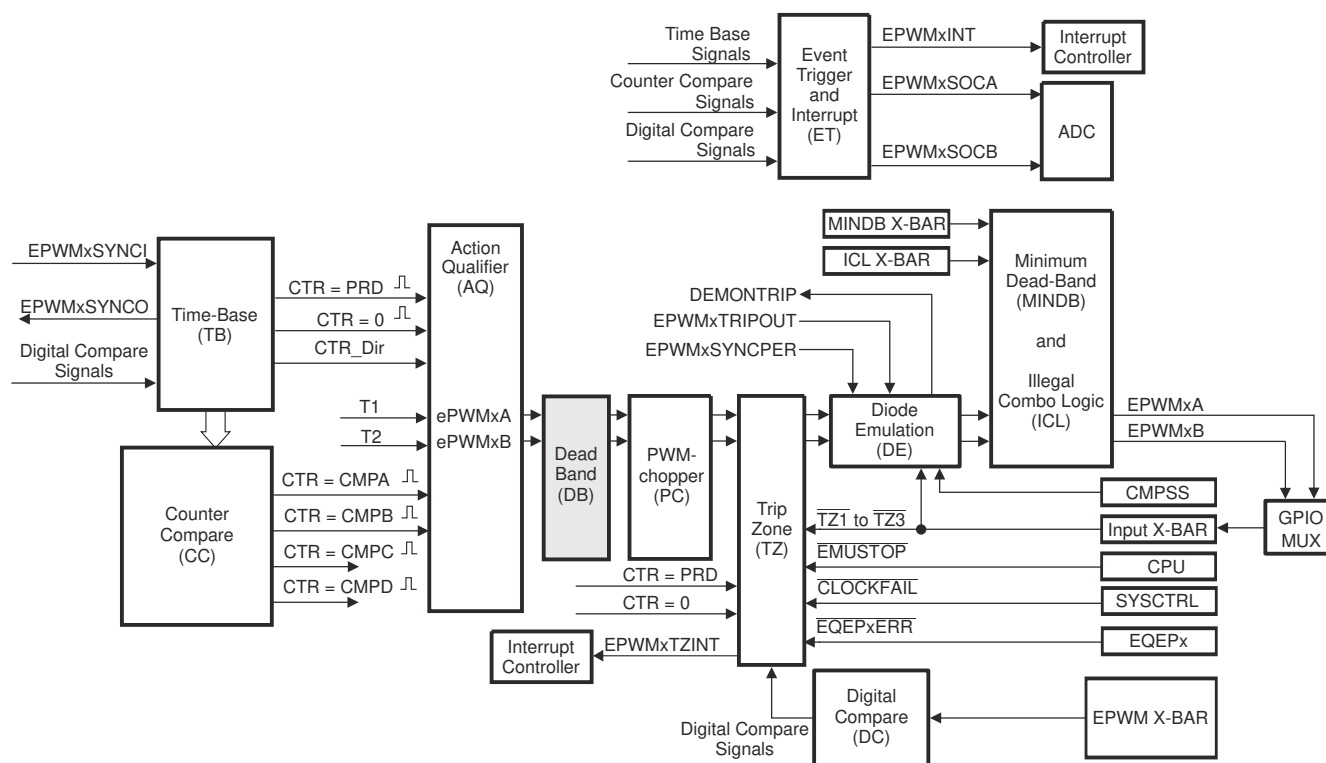 Time Base
Signals
Counter Compare
Signals
Digital Compare
Signals
Event
Trigger
and
Interrupt
(ET)
EPWMxINT
EPWMxSOCA
EPWMxSOCB
Interrupt
Controller
ADC
EPWMxSYNCI
EPWMxSYNCO
Digital Compare
Signals
Time-Base
(TB)
CTR = PRD
CTR = 0
CTR_Dir
T1
T2
Action
Qualifier
(AQ)
ePWMxA
ePWMxB
Counter
Compare
(CC)
CTR = CMPA
CTR = CMPB
CTR = CMPC
CTR = CMPD
Dead
Band
(DB)
PWM-
chopper
(PC)
Trip
Zone
(TZ)
CTR = PRD
CTR = 0
EPWMxTZINT
Interrupt
Controller
MINDB X-BAR
ICL X-BAR
DEMONTRIP
EPWMxTRIPOUT
EPWMxSYNCPER
Diode
Emulation
(DE)
Minimum
Dead-Band
(MINDB)
and
Illegal
Combo Logic
(ICL)
EPWMxA
EPWMxB
GPIO
MUX
CMPSS
TZ1 to TZ3
Input X-BAR
EMUSTOP
CPU
CLOCKFAIL
SYSCTRL
EQEPxERR
EQEPx
Digital Compare
Signals
Digital
Compare
(DC)
EPWM X-BAR